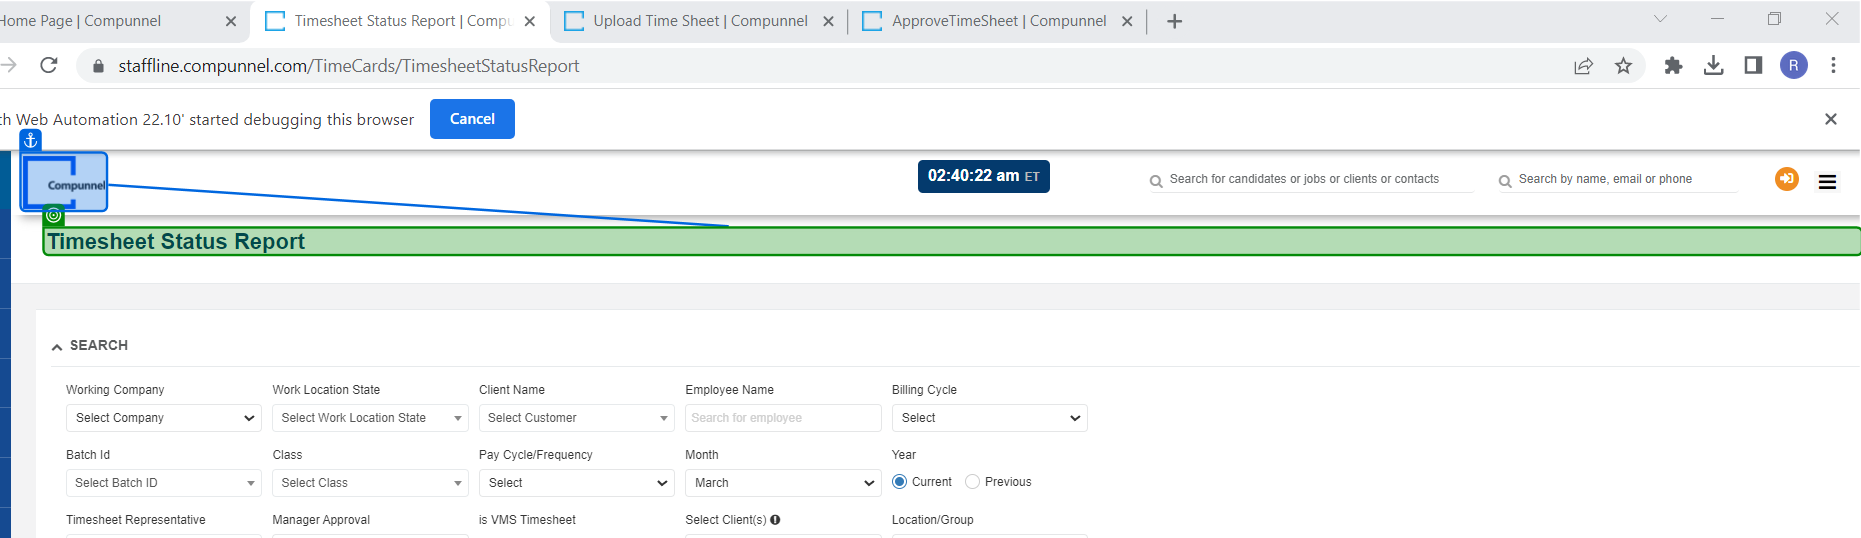 Home Page | Compunnel
Timesheet Status Report | Compu
Upload Time Sheet | Compunnel
ApproveTimeSheet | Compunnel
staffline.compunnel.com/TimeCards/TimesheetStatusReport
R
th Web Automation 22.10' started debugging this browser
Cancel
Compunnel
02:40:22 am ET
Search for candidates or jobs or clients or contacts
Search by name, email or phone
Timesheet Status Report
SEARCH
Working Company Work Location State Client Name Employee Name Billing Cycle
Select Company Select Work Location State Select Customer Search for employee Select
Batch Id Class Pay Cycle/Frequency Month Year
Select Batch ID Select Class Select March Current Previous
Timesheet Representative Manager Approval is VMS Timesheet Select Client(s) Location/Group